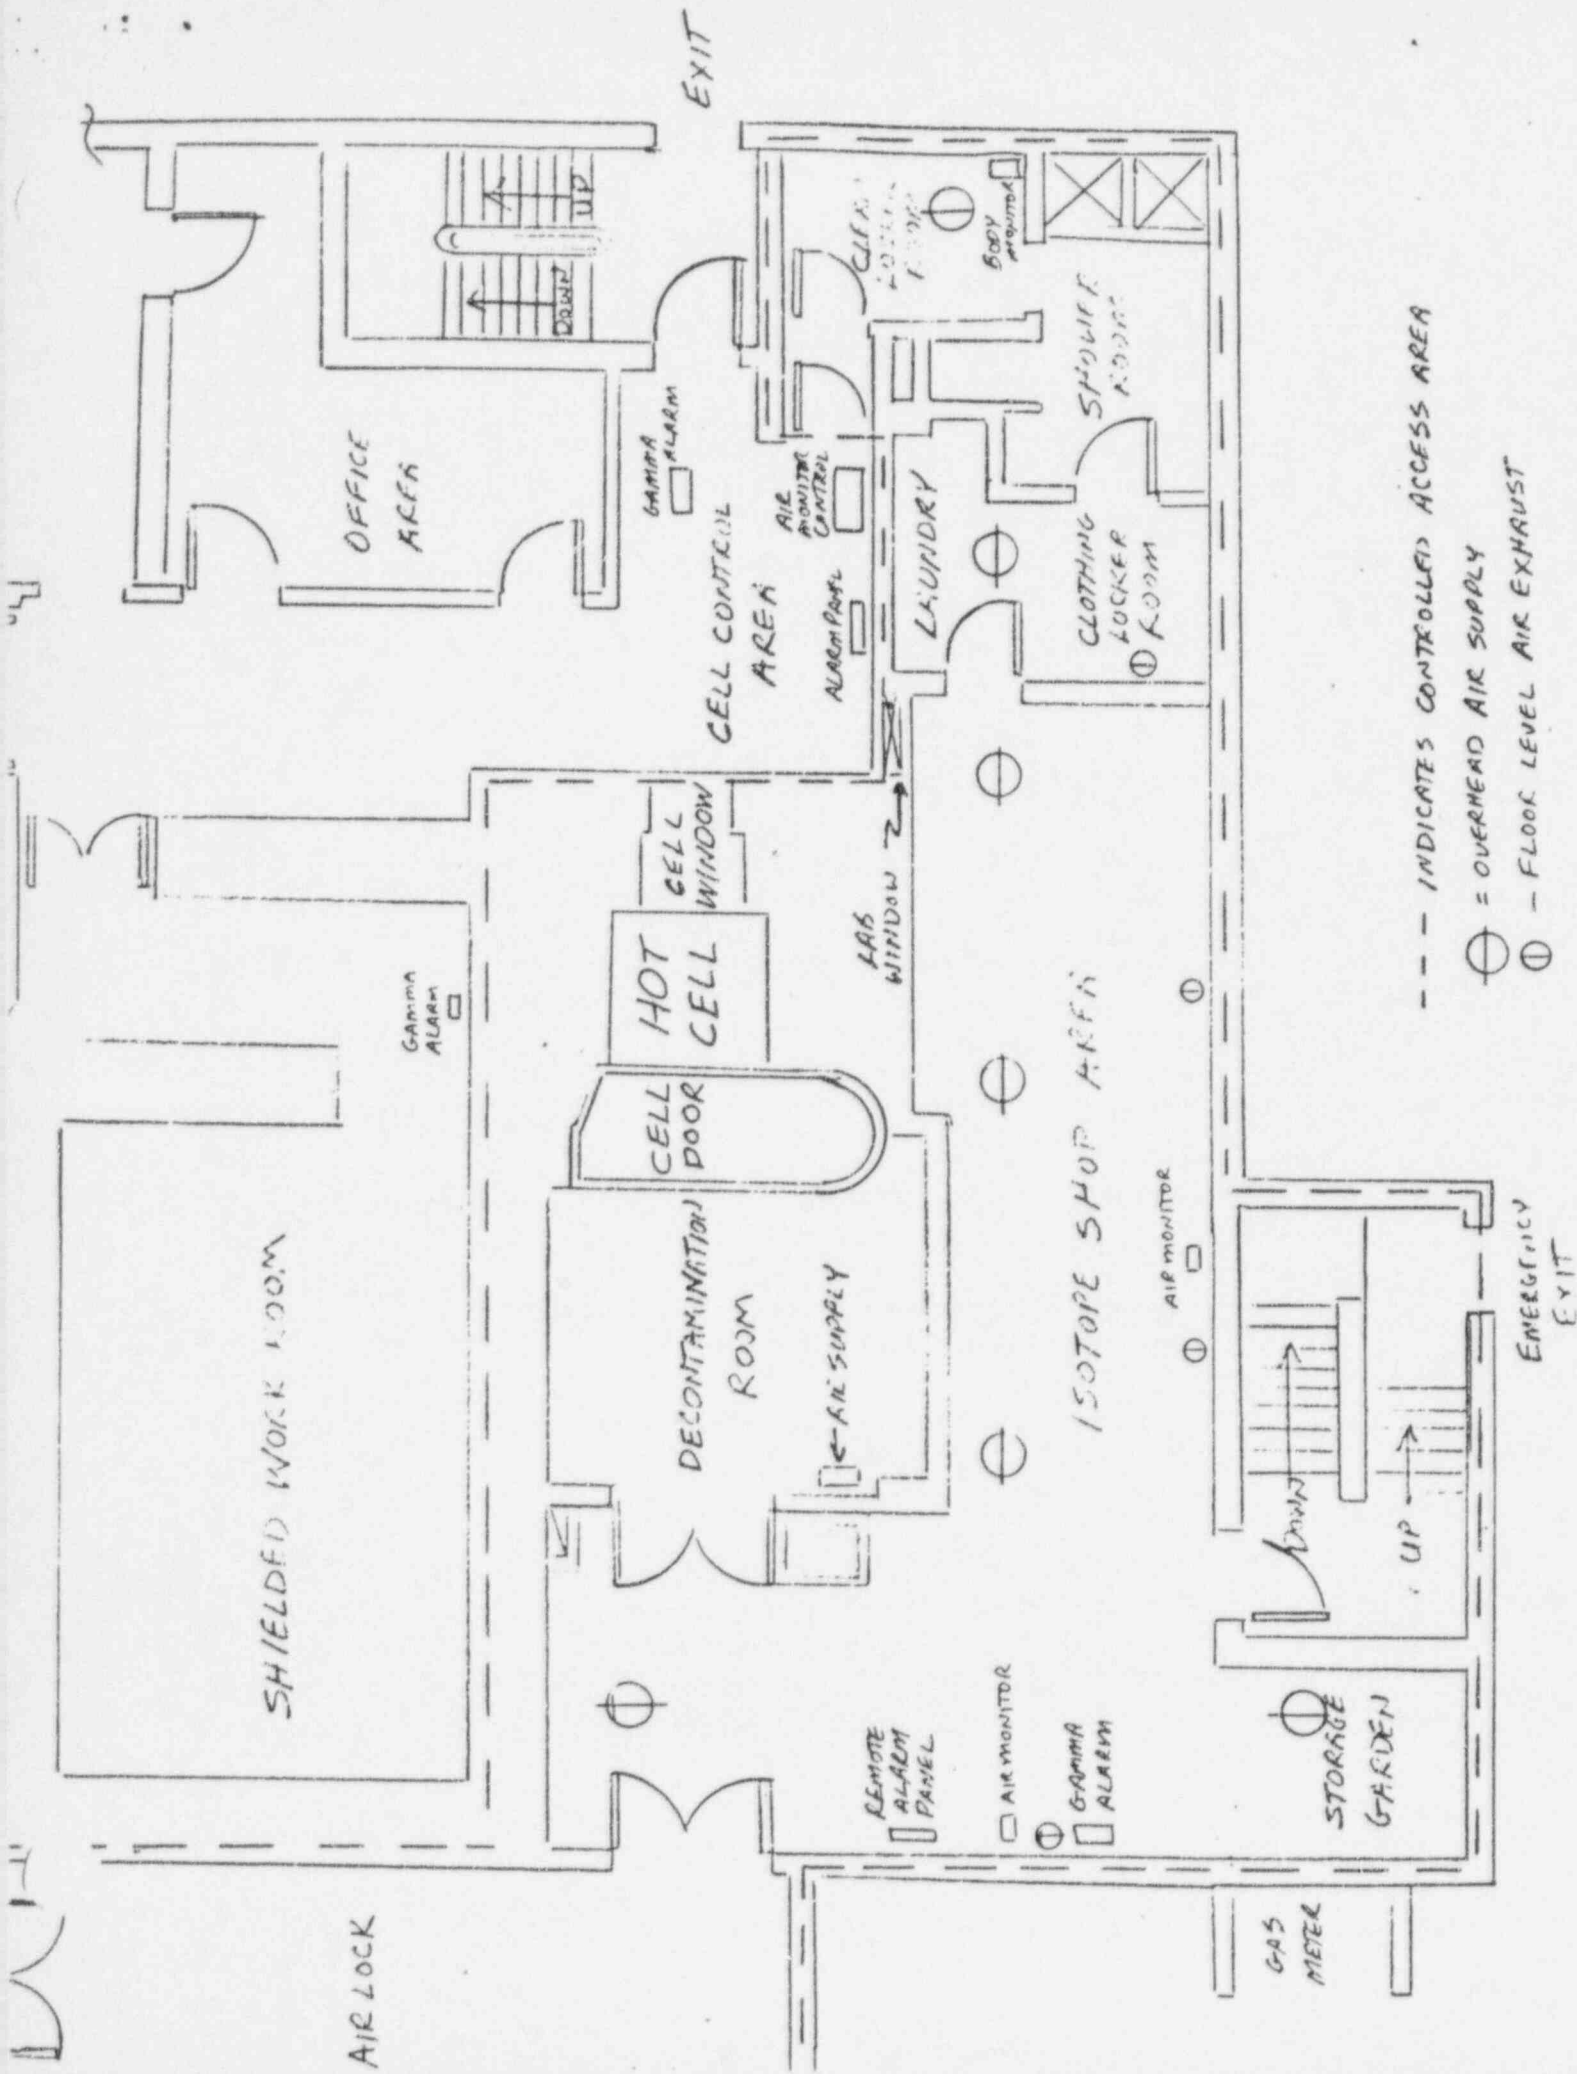 AIR LOCK
SHIELDED WORK ROOM
GAMMA
ALARM
OFFICE
AREA
DOWN
UP
EXIT
GAMMA
ALARM
CELL CONTROL
AREA
AIR
MONITOR
CONTROL
ALARM PANEL
CELL
WINDOW
HOT
CELL
CELL
DOOR
DECONTAMINATION
ROOM
AIR SUPPLY
LAB
WINDOW
LAUNDRY
CLOTHING
LOCKER
ROOM
SHOWER
ROOM
BODY
MONITOR
LOCKER
ROOM
ISOTOPE SHOP AREA
AIR MONITOR
REMOTE
ALARM
PANEL
AIR MONITOR
GAMMA
ALARM
STORAGE
GARDEN
DOWN
UP
EMERGENCY
EXIT
GAS
METER
- - - INDICATES CONTROLLED ACCESS AREA
= OVERHEAD AIR SUPPLY
- FLOOR LEVEL AIR EXHAUST